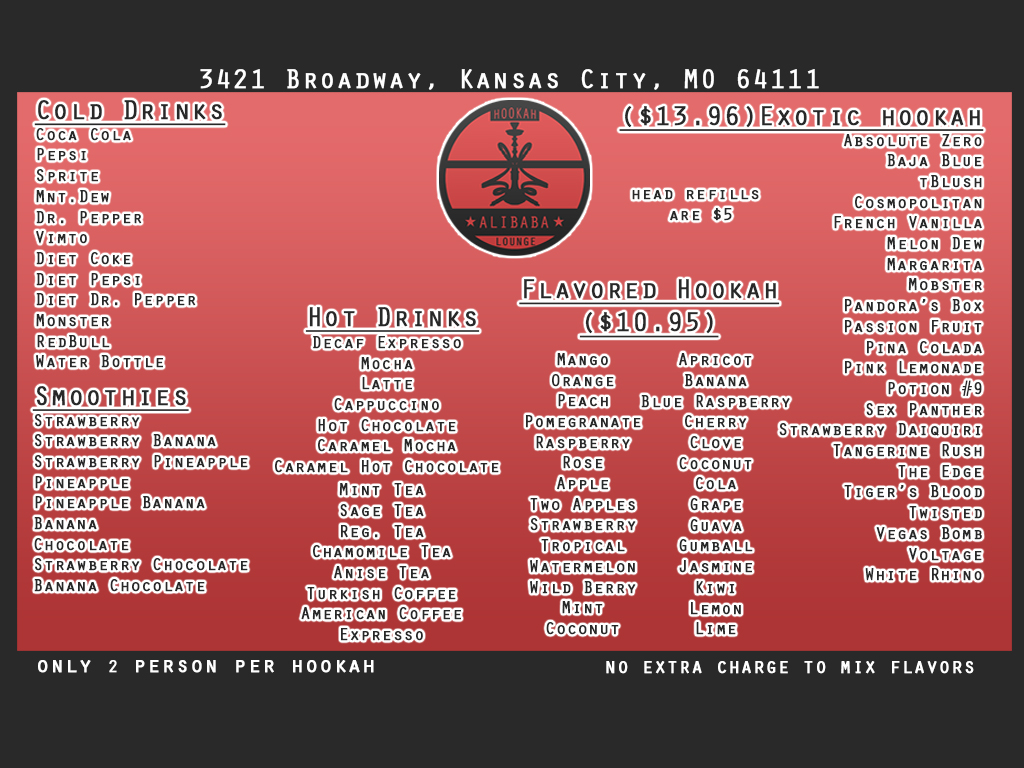 3421 Broadway, Kansas City, MO 64111
Cold Drinks
Coca Cola
Pepsi
Sprite
Mnt.Dew
Dr. Pepper
Vimto
Diet Coke
Diet Pepsi
Diet Dr. Pepper
Monster
RedBull
Water Bottle
Smoothies
Strawberry
Strawberry Banana
Strawberry Pineapple
Pineapple
Pineapple Banana
Banana
Chocolate
Strawberry Chocolate
Banana Chocolate
HOOKAH
ALIBABA
LOUNGE
Hot Drinks
Decaf Expresso
Mocha
Latte
Cappuccino
Hot Chocolate
Caramel Mocha
Caramel Hot Chocolate
Mint Tea
Sage Tea
Reg. Tea
Chamomile Tea
Anise Tea
Turkish Coffee
American Coffee
Expresso
Flavored Hookah
($10.95)
Mango
Orange
Peach
Pomegranate
Raspberry
Rose
Apple
Two Apples
Strawberry
Tropical
Watermelon
Wild Berry
Mint
Coconut
Apricot
Banana
Blue Raspberry
Cherry
Clove
Coconut
Cola
Grape
Guava
Gumball
Jasmine
Kiwi
Lemon
Lime
($13.96)Exotic hookah
head refills
are $5
Absolute Zero
Baja Blue
tBlush
Cosmopolitan
French Vanilla
Melon Dew
Margarita
Mobster
Pandora's Box
Passion Fruit
Pina Colada
Pink Lemonade
Potion #9
Sex Panther
Strawberry Daiquiri
Tangerine Rush
The Edge
Tiger's Blood
Twisted
Vegas Bomb
Voltage
White Rhino
ONLY 2 PERSON PER HOOKAH
NO EXTRA CHARGE TO MIX FLAVORS